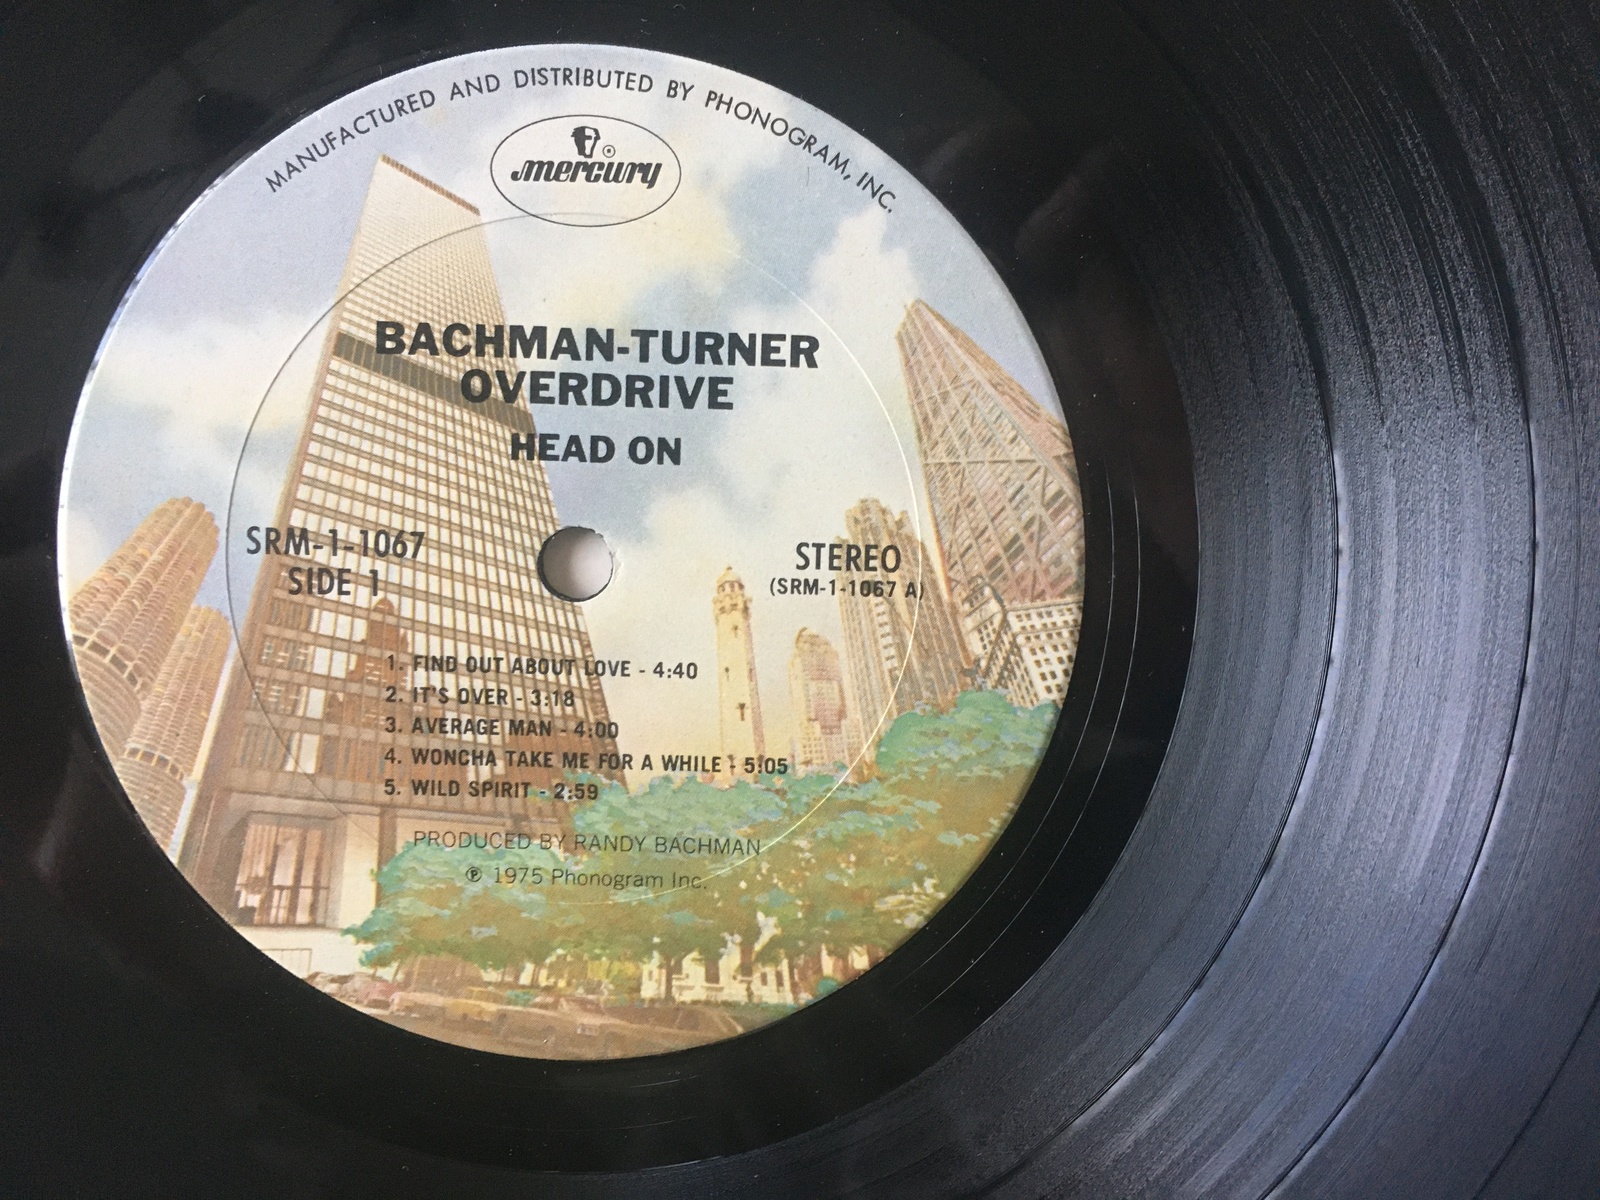 MANUFACTURED AND DISTRIBUTED BY PHONOGRAM, INC.
mercury ®
BACHMAN-TURNER
OVERDRIVE
HEAD ON
SRM-1-1067
SIDE 1
STEREO
(SRM-1-1067 A)
1. FIND OUT ABOUT LOVE - 4:40
2. IT'S OVER - 3:18
3. AVERAGE MAN - 4:00
4. WONCHA TAKE ME FOR A WHILE - 5:05
5. WILD SPIRIT - 2:59
PRODUCED BY RANDY BACHMAN
℗ 1975 Phonogram Inc.